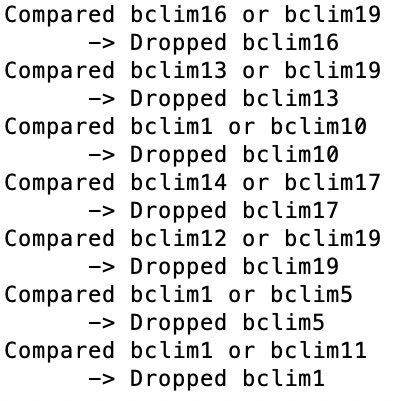 Compared bclim16 or bclim19
–> Dropped bclim16
Compared bclim13 or bclim19
–> Dropped bclim13
Compared bclim1 or bclim10
–> Dropped bclim10
Compared bclim14 or bclim17
–> Dropped bclim17
Compared bclim12 or bclim19
–> Dropped bclim19
Compared bclim1 or bclim5
–> Dropped bclim5
Compared bclim1 or bclim11
–> Dropped bclim1